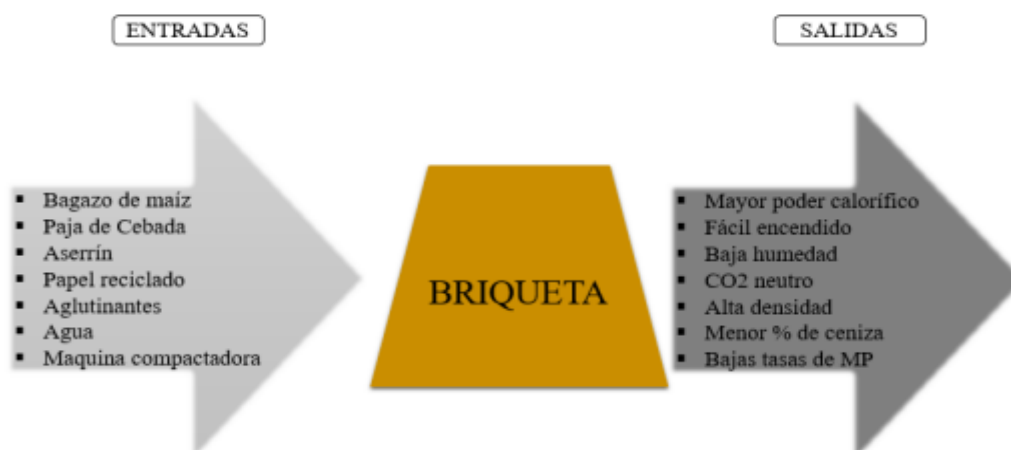 ENTRADAS
SALIDAS
▪ Bagazo de maíz
▪ Paja de Cebada
▪ Aserrín
▪ Papel reciclado
▪ Aglutinantes
▪ Agua
▪ Maquina compactadora
BRIQUETA
▪ Mayor poder calorífico
▪ Fácil encendido
▪ Baja humedad
▪ CO2 neutro
▪ Alta densidad
▪ Menor % de ceniza
▪ Bajas tasas de MP